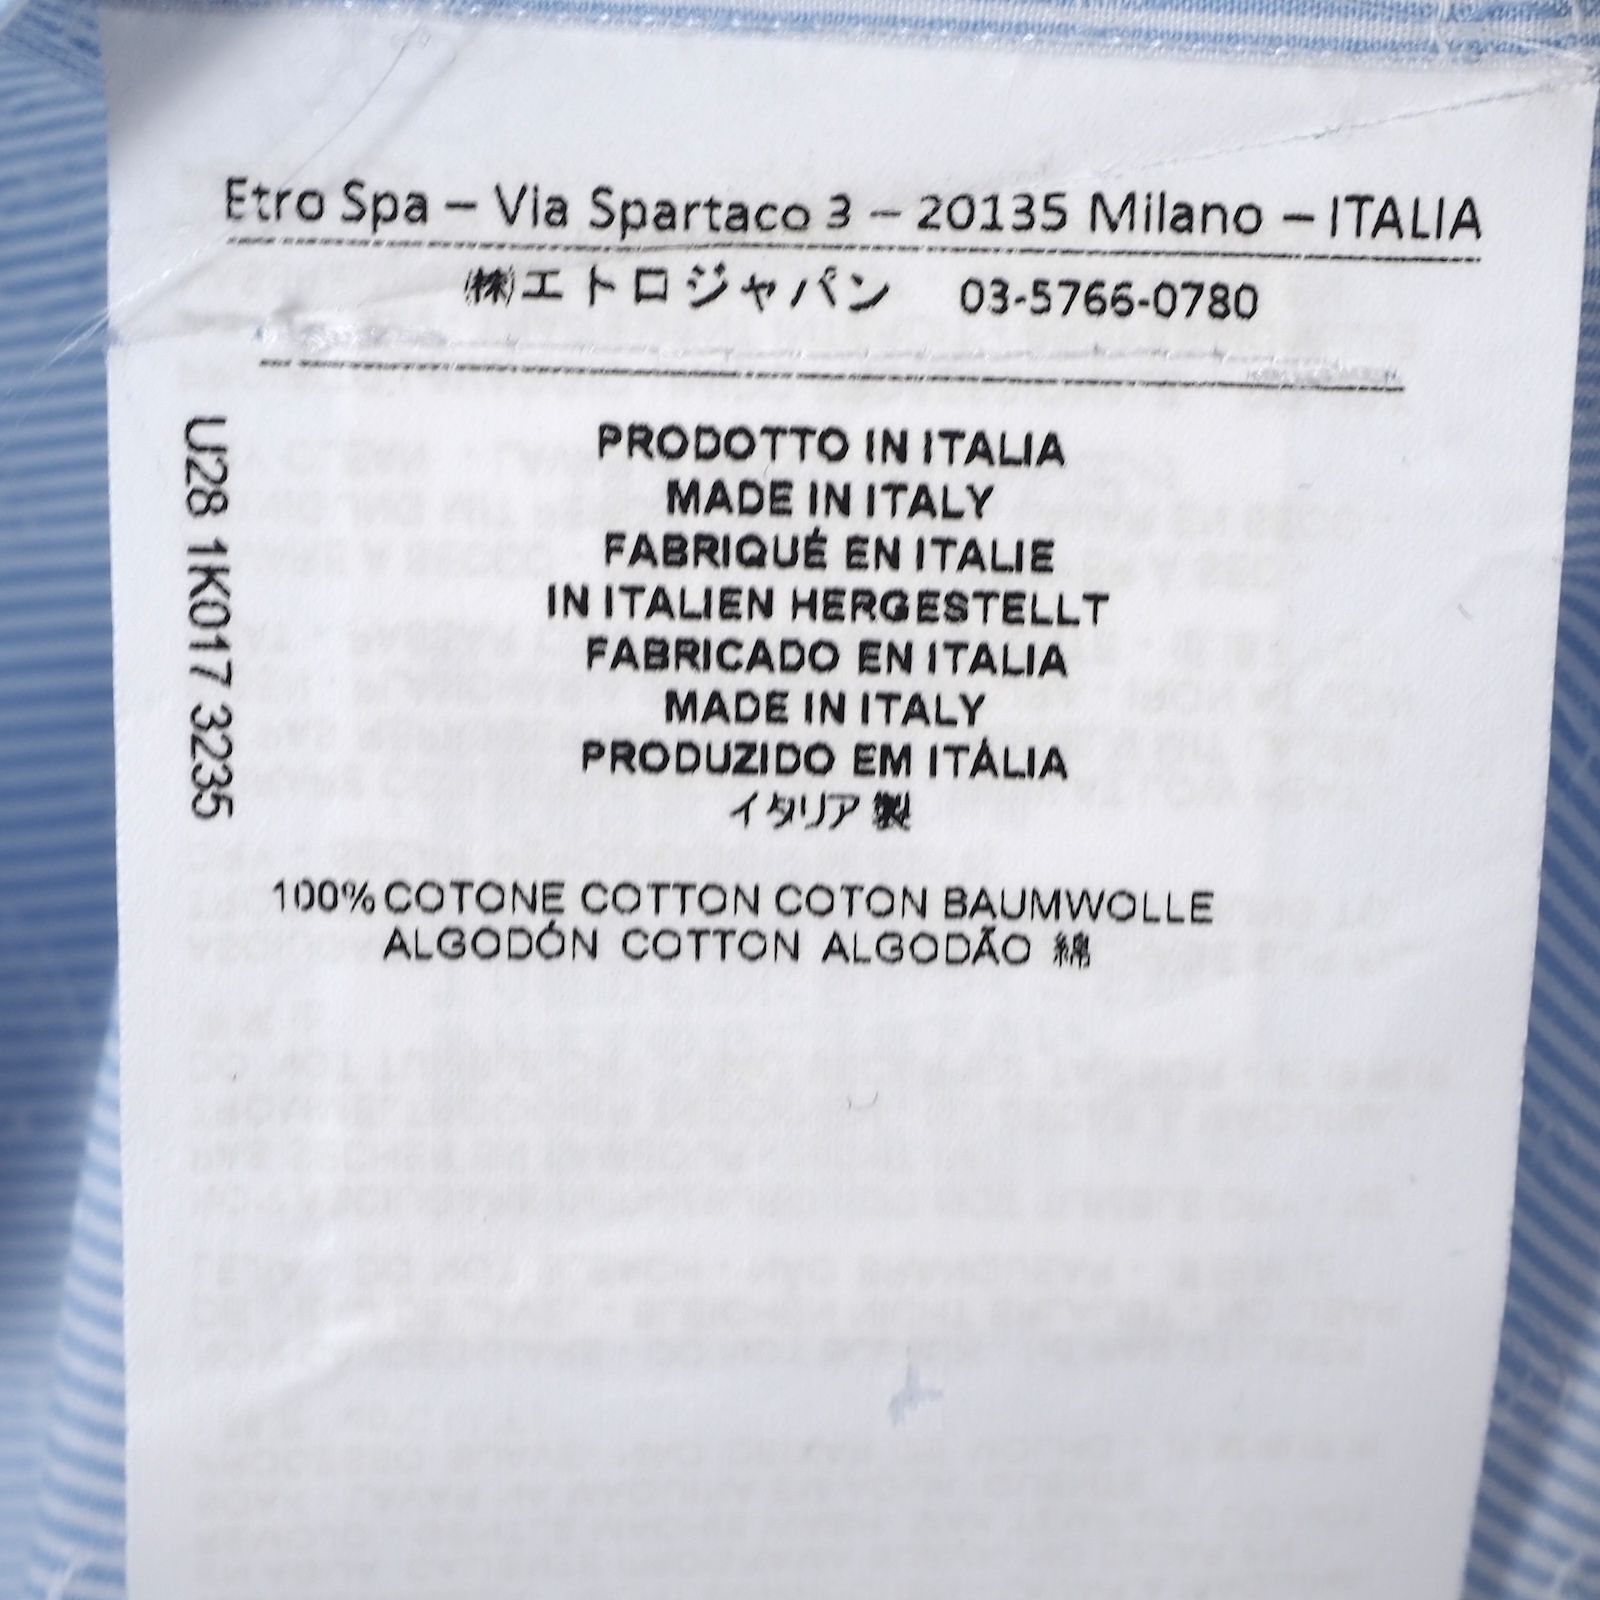 Etro Spa – Via Spartaco 3 – 20135 Milano – ITALIA
㈱エトロジャパン 03-5766-0780
U28 1K017 3235
PRODOTTO IN ITALIA
MADE IN ITALY
FABRIQUÉ EN ITALIE
IN ITALIEN HERGESTELLT
FABRICADO EN ITALIA
MADE IN ITALY
PRODUZIDO EM ITÁLIA
イタリア製
100% COTONE COTTON COTON BAUMWOLLE
ALGODÓN COTTON ALGODÃO 綿